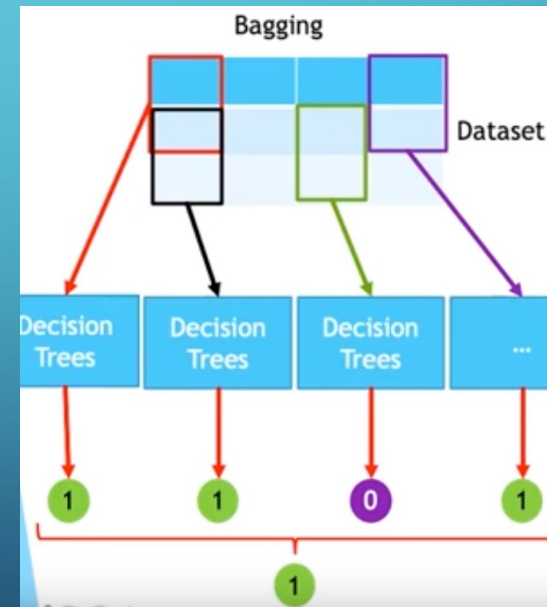 Bagging
Dataset
Decision
Trees
Decision
Trees
Decision
Trees
...
1
1
0
1
1